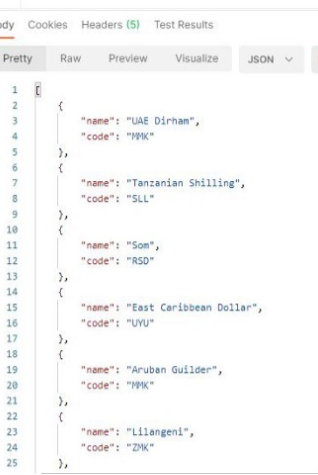 ody Cookies Headers (5) Test Results
Pretty Raw Preview Visualize JSON
1 [
2 {
3 "name": "UAE Dirham",
4 "code": "MMK"
5 },
6 {
7 "name": "Tanzanian Shilling",
8 "code": "SLL"
9 },
10 {
11 "name": "Som",
12 "code": "RSD"
13 },
14 {
15 "name": "East Caribbean Dollar",
16 "code": "UYU"
17 },
18 {
19 "name": "Aruban Guilder",
20 "code": "MMK"
21 },
22 {
23 "name": "Lilangeni",
24 "code": "ZMK"
25 },